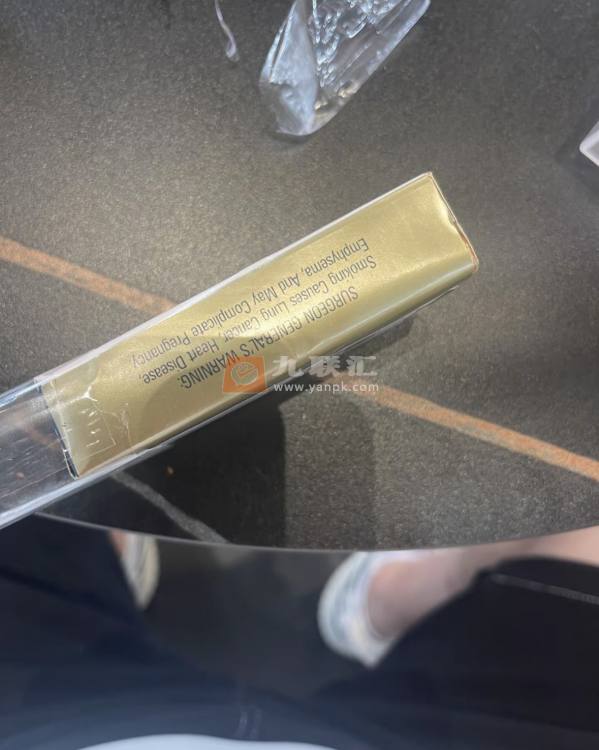 SURGEON GENERAL'S WARNING:
Smoking Causes Lung Cancer, Heart Disease,
Emphysema, And May Complicate Pregnancy
九联汇
www.yanpk.com